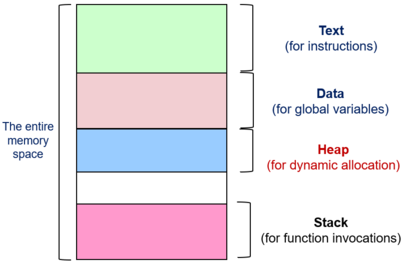 Text
(for instructions)
Data
(for global variables)
The entire
memory
space
Heap
(for dynamic allocation)
Stack
(for function invocations)